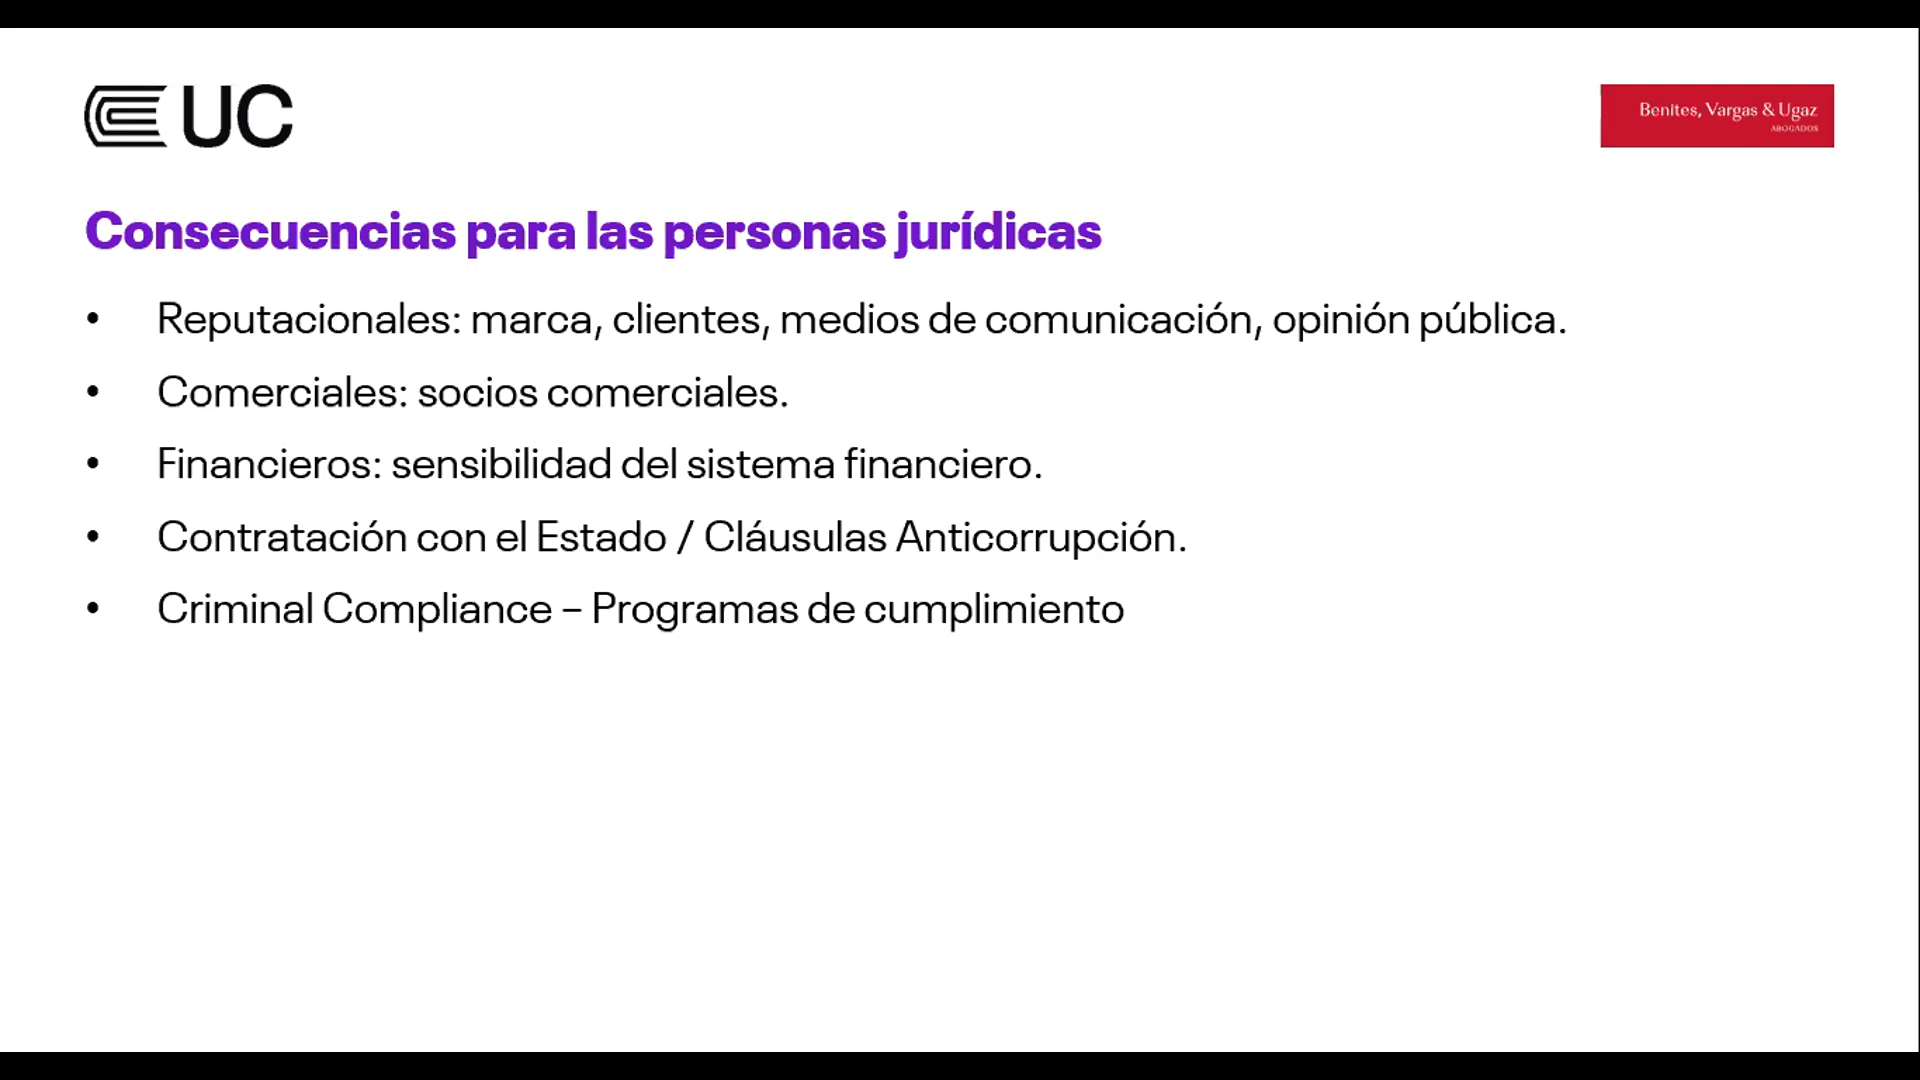 UC
Benites, Vargas & Ugaz
ABOGADOS
Consecuencias para las personas jurídicas
• Reputacionales: marca, clientes, medios de comunicación, opinión pública.
• Comerciales: socios comerciales.
• Financieros: sensibilidad del sistema financiero.
• Contratación con el Estado / Cláusulas Anticorrupción.
• Criminal Compliance – Programas de cumplimiento